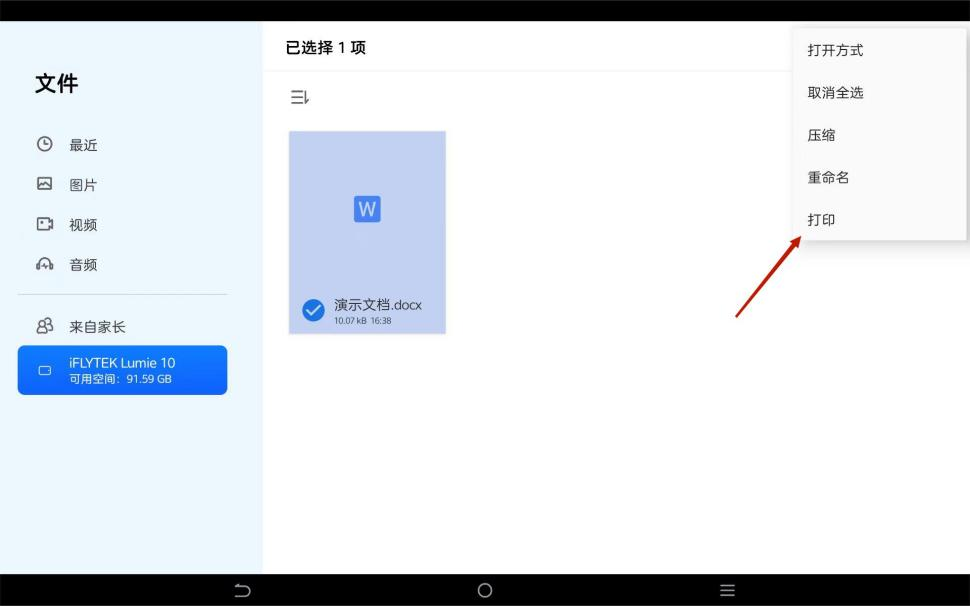 文件
最近
图片
视频
音频
来自家长
iFLYTEK Lumie 10
可用空间：91.59 GB
已选择 1 项
W
演示文档.docx
10.07 kB 16:38
打开方式
取消全选
压缩
重命名
打印